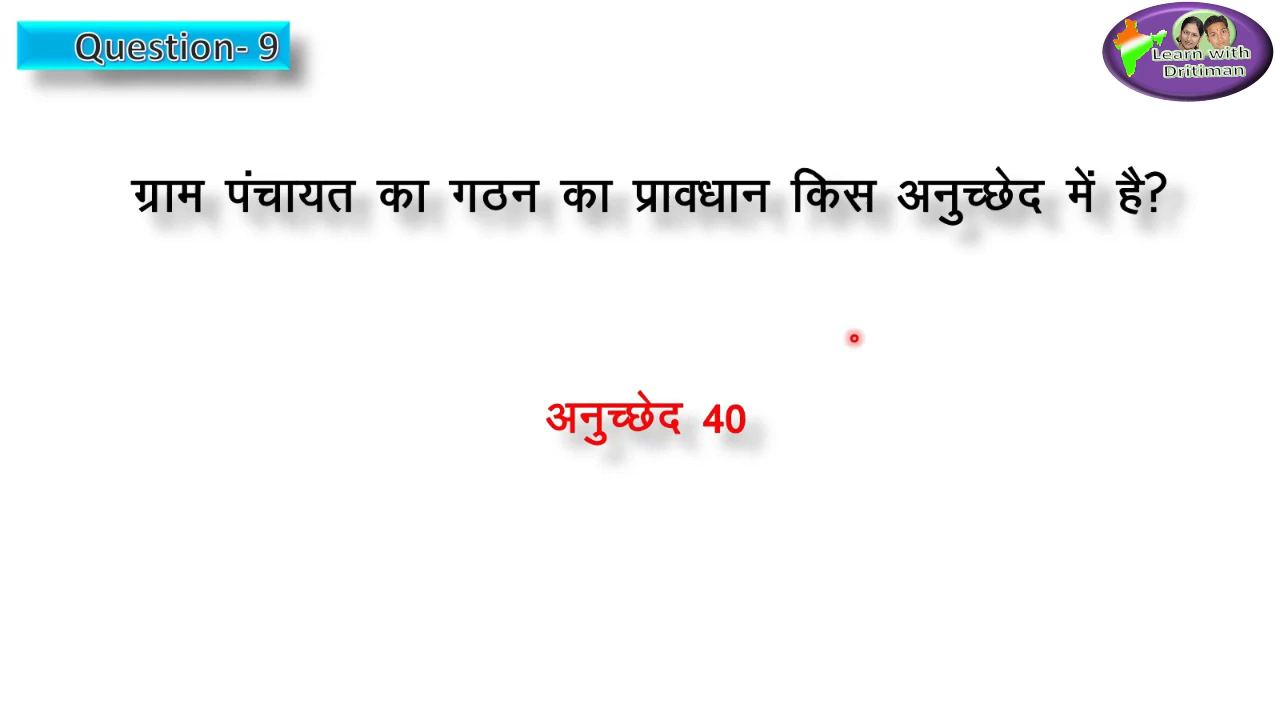 Question- 9
Learn with
Dritiman
ग्राम पंचायत का गठन का प्रावधान किस अनुच्छेद में है?
अनुच्छेद 40